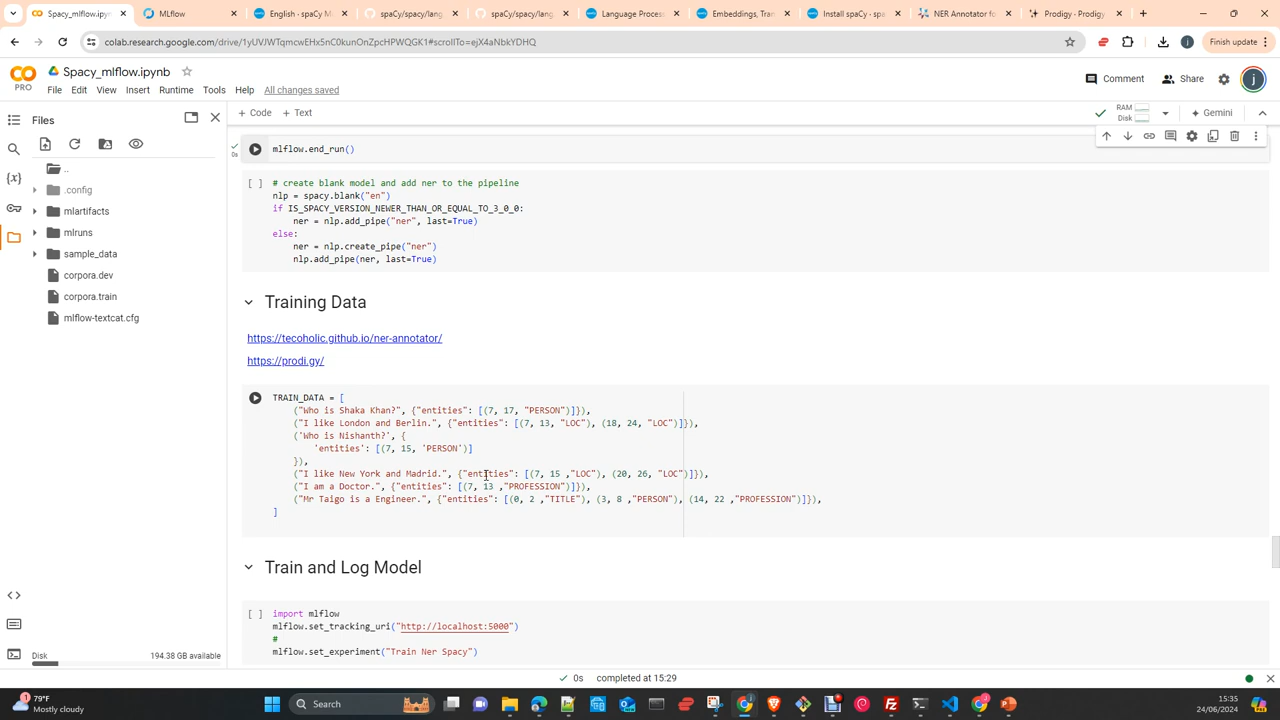 Spacy_mlflow.ipyn
MLflow
English - spaCy M
spaCy/spacy/lang
spaCy/spacy/lang
Language Process
Embeddings, Tran
Install spaCy · spa
NER Annotator fo
Prodigy · Prodigy
colab.research.google.com/drive/1yUVJWTqmcwEHx5nC0kunOnZpcHPWQGK1#scrollTo=ejX4aNbkYDHQ
Finish update
CO
PRO
Spacy_mlflow.ipynb
File Edit View Insert Runtime Tools Help All changes saved
Comment
Share
j
Files
+ Code + Text
RAM
Disk
Gemini
..
.config
mlartifacts
mlruns
sample_data
corpora.dev
corpora.train
mlflow-textcat.cfg
Disk
194.38 GB available
0s
mlflow.end_run()
[ ]
# create blank model and add ner to the pipeline
nlp = spacy.blank("en")
if IS_SPACY_VERSION_NEWER_THAN_OR_EQUAL_TO_3_0_0:
ner = nlp.add_pipe("ner", last=True)
else:
ner = nlp.create_pipe("ner")
nlp.add_pipe(ner, last=True)
Training Data
https://tecoholic.github.io/ner-annotator/
https://prodi.gy/
TRAIN_DATA = [
("Who is Shaka Khan?", {"entities": [(7, 17, "PERSON")]}),
("I like London and Berlin.", {"entities": [(7, 13, "LOC"), (18, 24, "LOC")]}),
('Who is Nishanth?', {
'entities': [(7, 15, 'PERSON')]
}),
("I like New York and Madrid.", {"entities": [(7, 15 ,"LOC"), (20, 26, "LOC")]}),
("I am a Doctor.", {"entities": [(7, 13 ,"PROFESSION")]}),
("Mr Taigo is a Engineer.", {"entities": [(0, 2 ,"TITLE"), (3, 8 ,"PERSON"), (14, 22 ,"PROFESSION")]}),
]
Train and Log Model
[ ]
import mlflow
mlflow.set_tracking_uri("http://localhost:5000")
#
mlflow.set_experiment("Train Ner Spacy")
0s completed at 15:29
79°F
Mostly cloudy
Search
15:35
24/06/2024